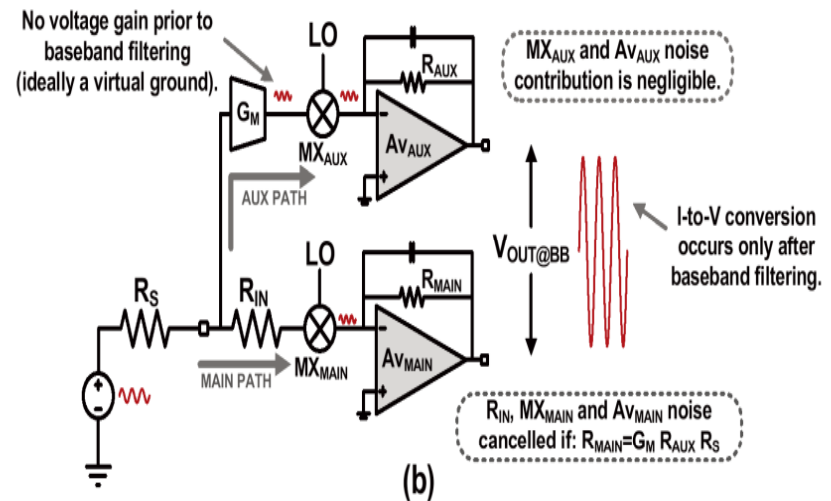 No voltage gain prior to
baseband filtering
(ideally a virtual ground).
LO
GM
MXAUX
RAUX
AvAUX
-
+
MXAUX and AvAUX noise
contribution is negligible.
AUX PATH
VOUT@BB
I-to-V conversion
occurs only after
baseband filtering.
RS
RIN
LO
MXMAIN
RMAIN
AvMAIN
-
+
MAIN PATH
+
-
RIN, MXMAIN and AvMAIN noise
cancelled if: RMAIN=GM RAUX RS
(b)